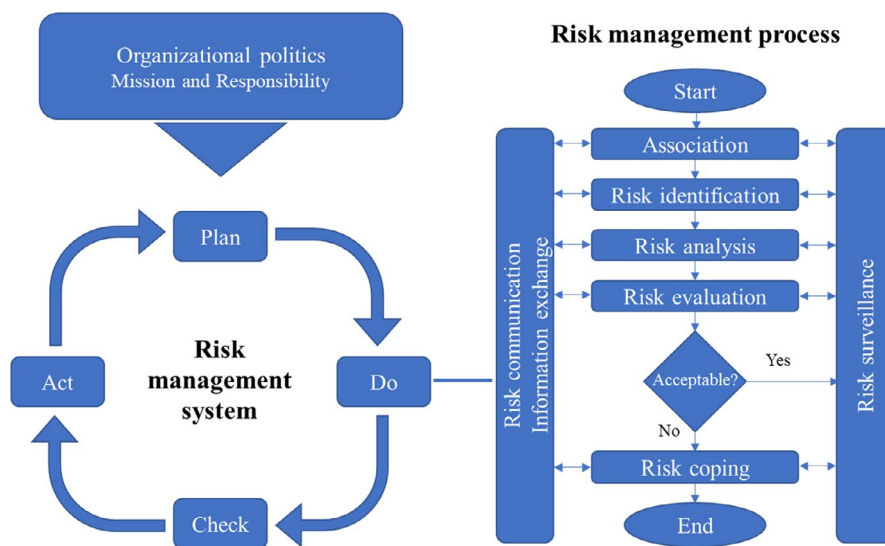 Organizational politics
Mission and Responsibility
Plan
Do
Check
Act
Risk
management
system
Risk management process
Start
Association
Risk identification
Risk analysis
Risk evaluation
Acceptable?
Yes
No
Risk coping
End
Risk communication
Information exchange
Risk surveillance